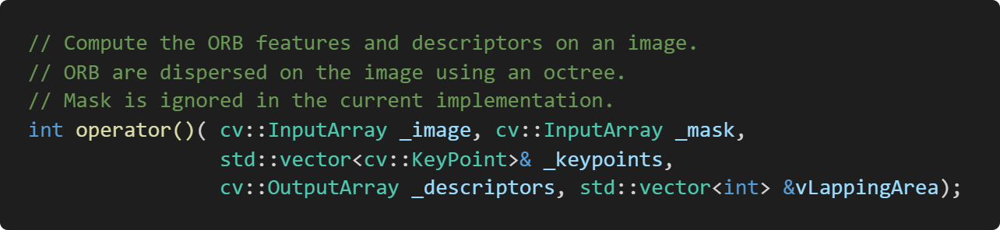 // Compute the ORB features and descriptors on an image.
// ORB are dispersed on the image using an octree.
// Mask is ignored in the current implementation.
int operator()( cv::InputArray _image, cv::InputArray _mask,
std::vector<cv::KeyPoint>& _keypoints,
cv::OutputArray _descriptors, std::vector<int> &vLappingArea);